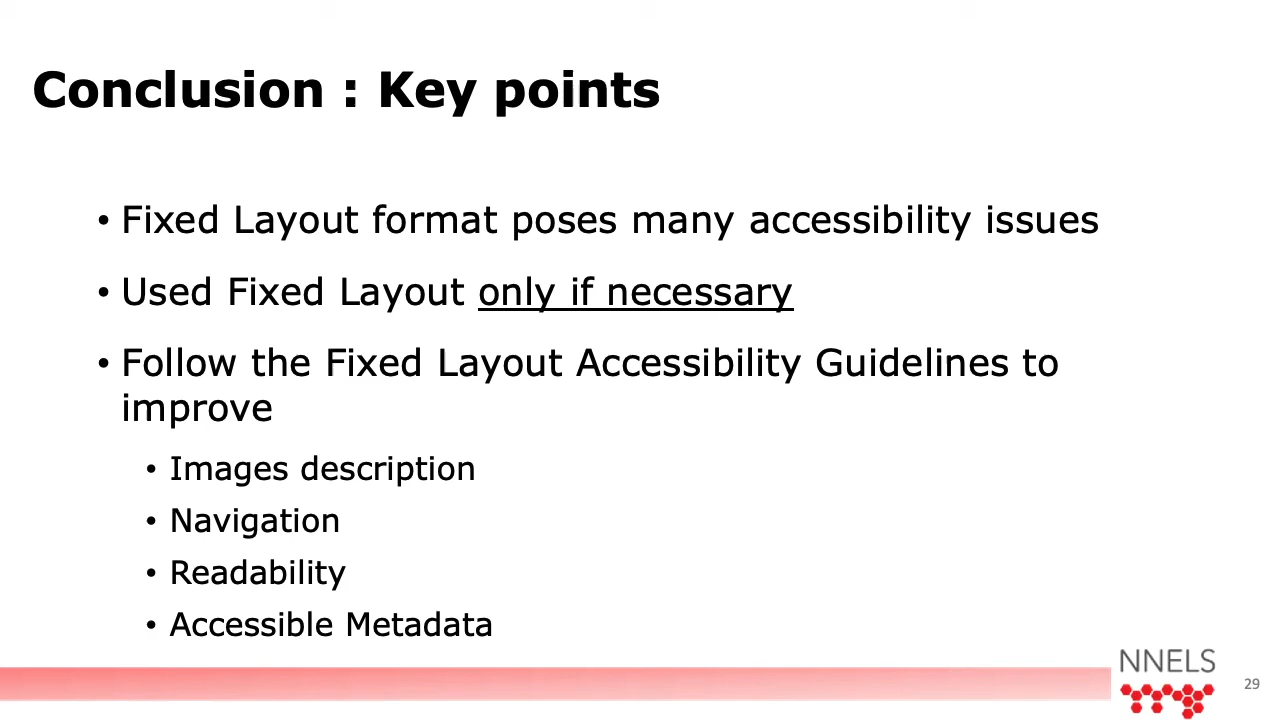 Conclusion : Key points
• Fixed Layout format poses many accessibility issues
• Used Fixed Layout only if necessary
• Follow the Fixed Layout Accessibility Guidelines to
improve
• Images description
• Navigation
• Readability
• Accessible Metadata
NNELS
29